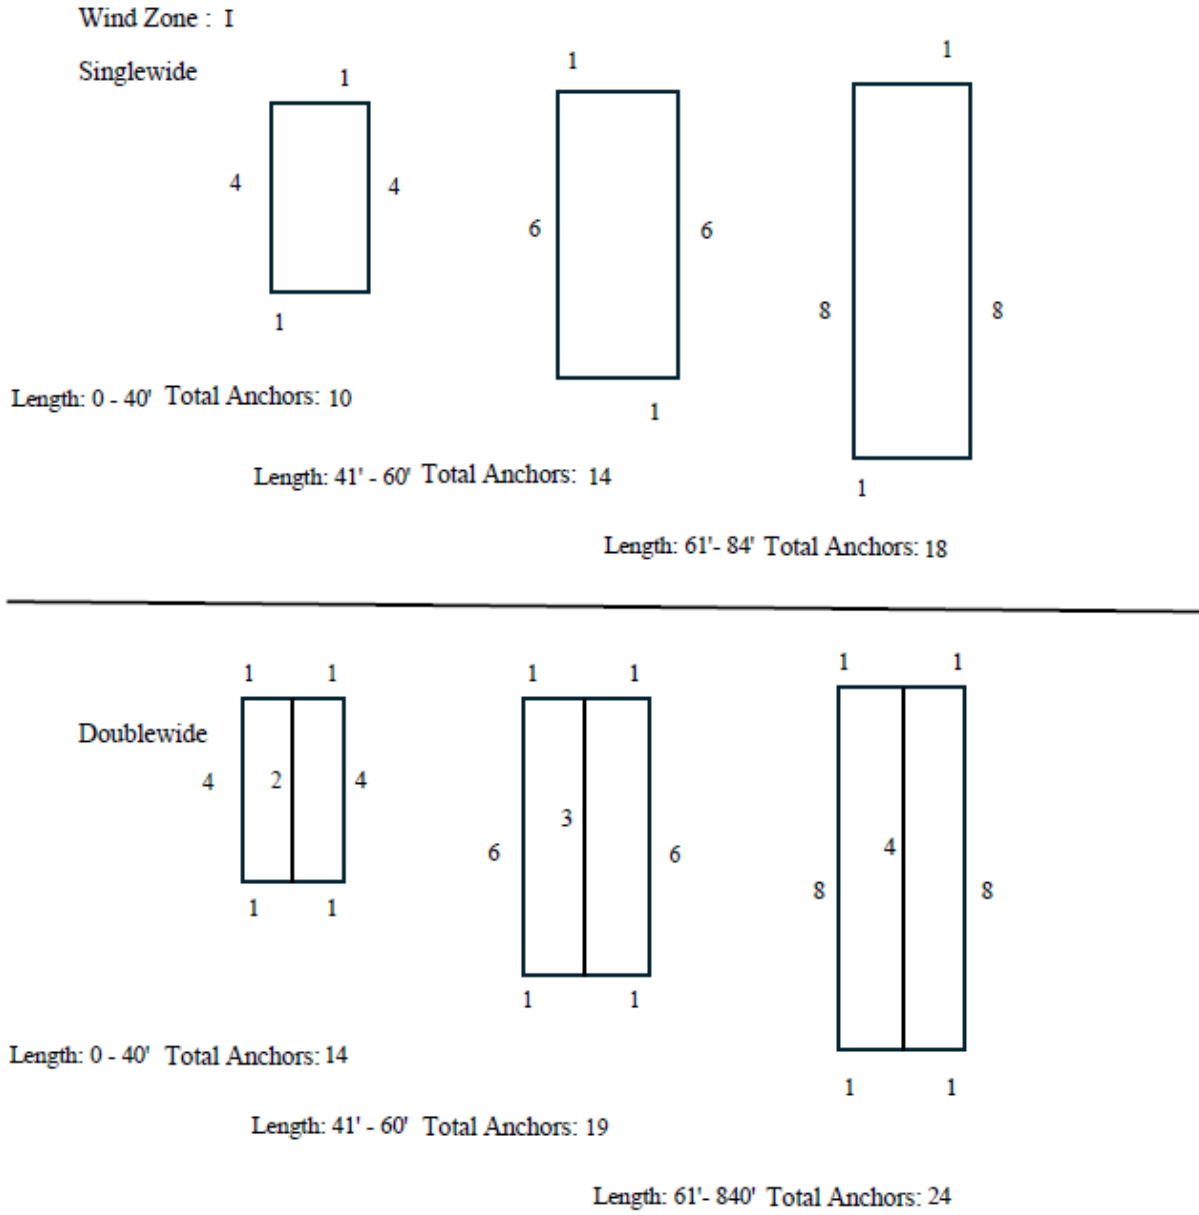 Wind Zone : I
Singlewide
1
4
4
1
Length: 0 - 40' Total Anchors: 10
1
6
6
1
Length: 41' - 60' Total Anchors: 14
1
8
8
1
Length: 61'- 84' Total Anchors: 18
Doublewide
1 1
4 2 4
1 1
Length: 0 - 40' Total Anchors: 14
1 1
3
6 6
1 1
Length: 41' - 60' Total Anchors: 19
1 1
4
8 8
1 1
Length: 61'- 840' Total Anchors: 24